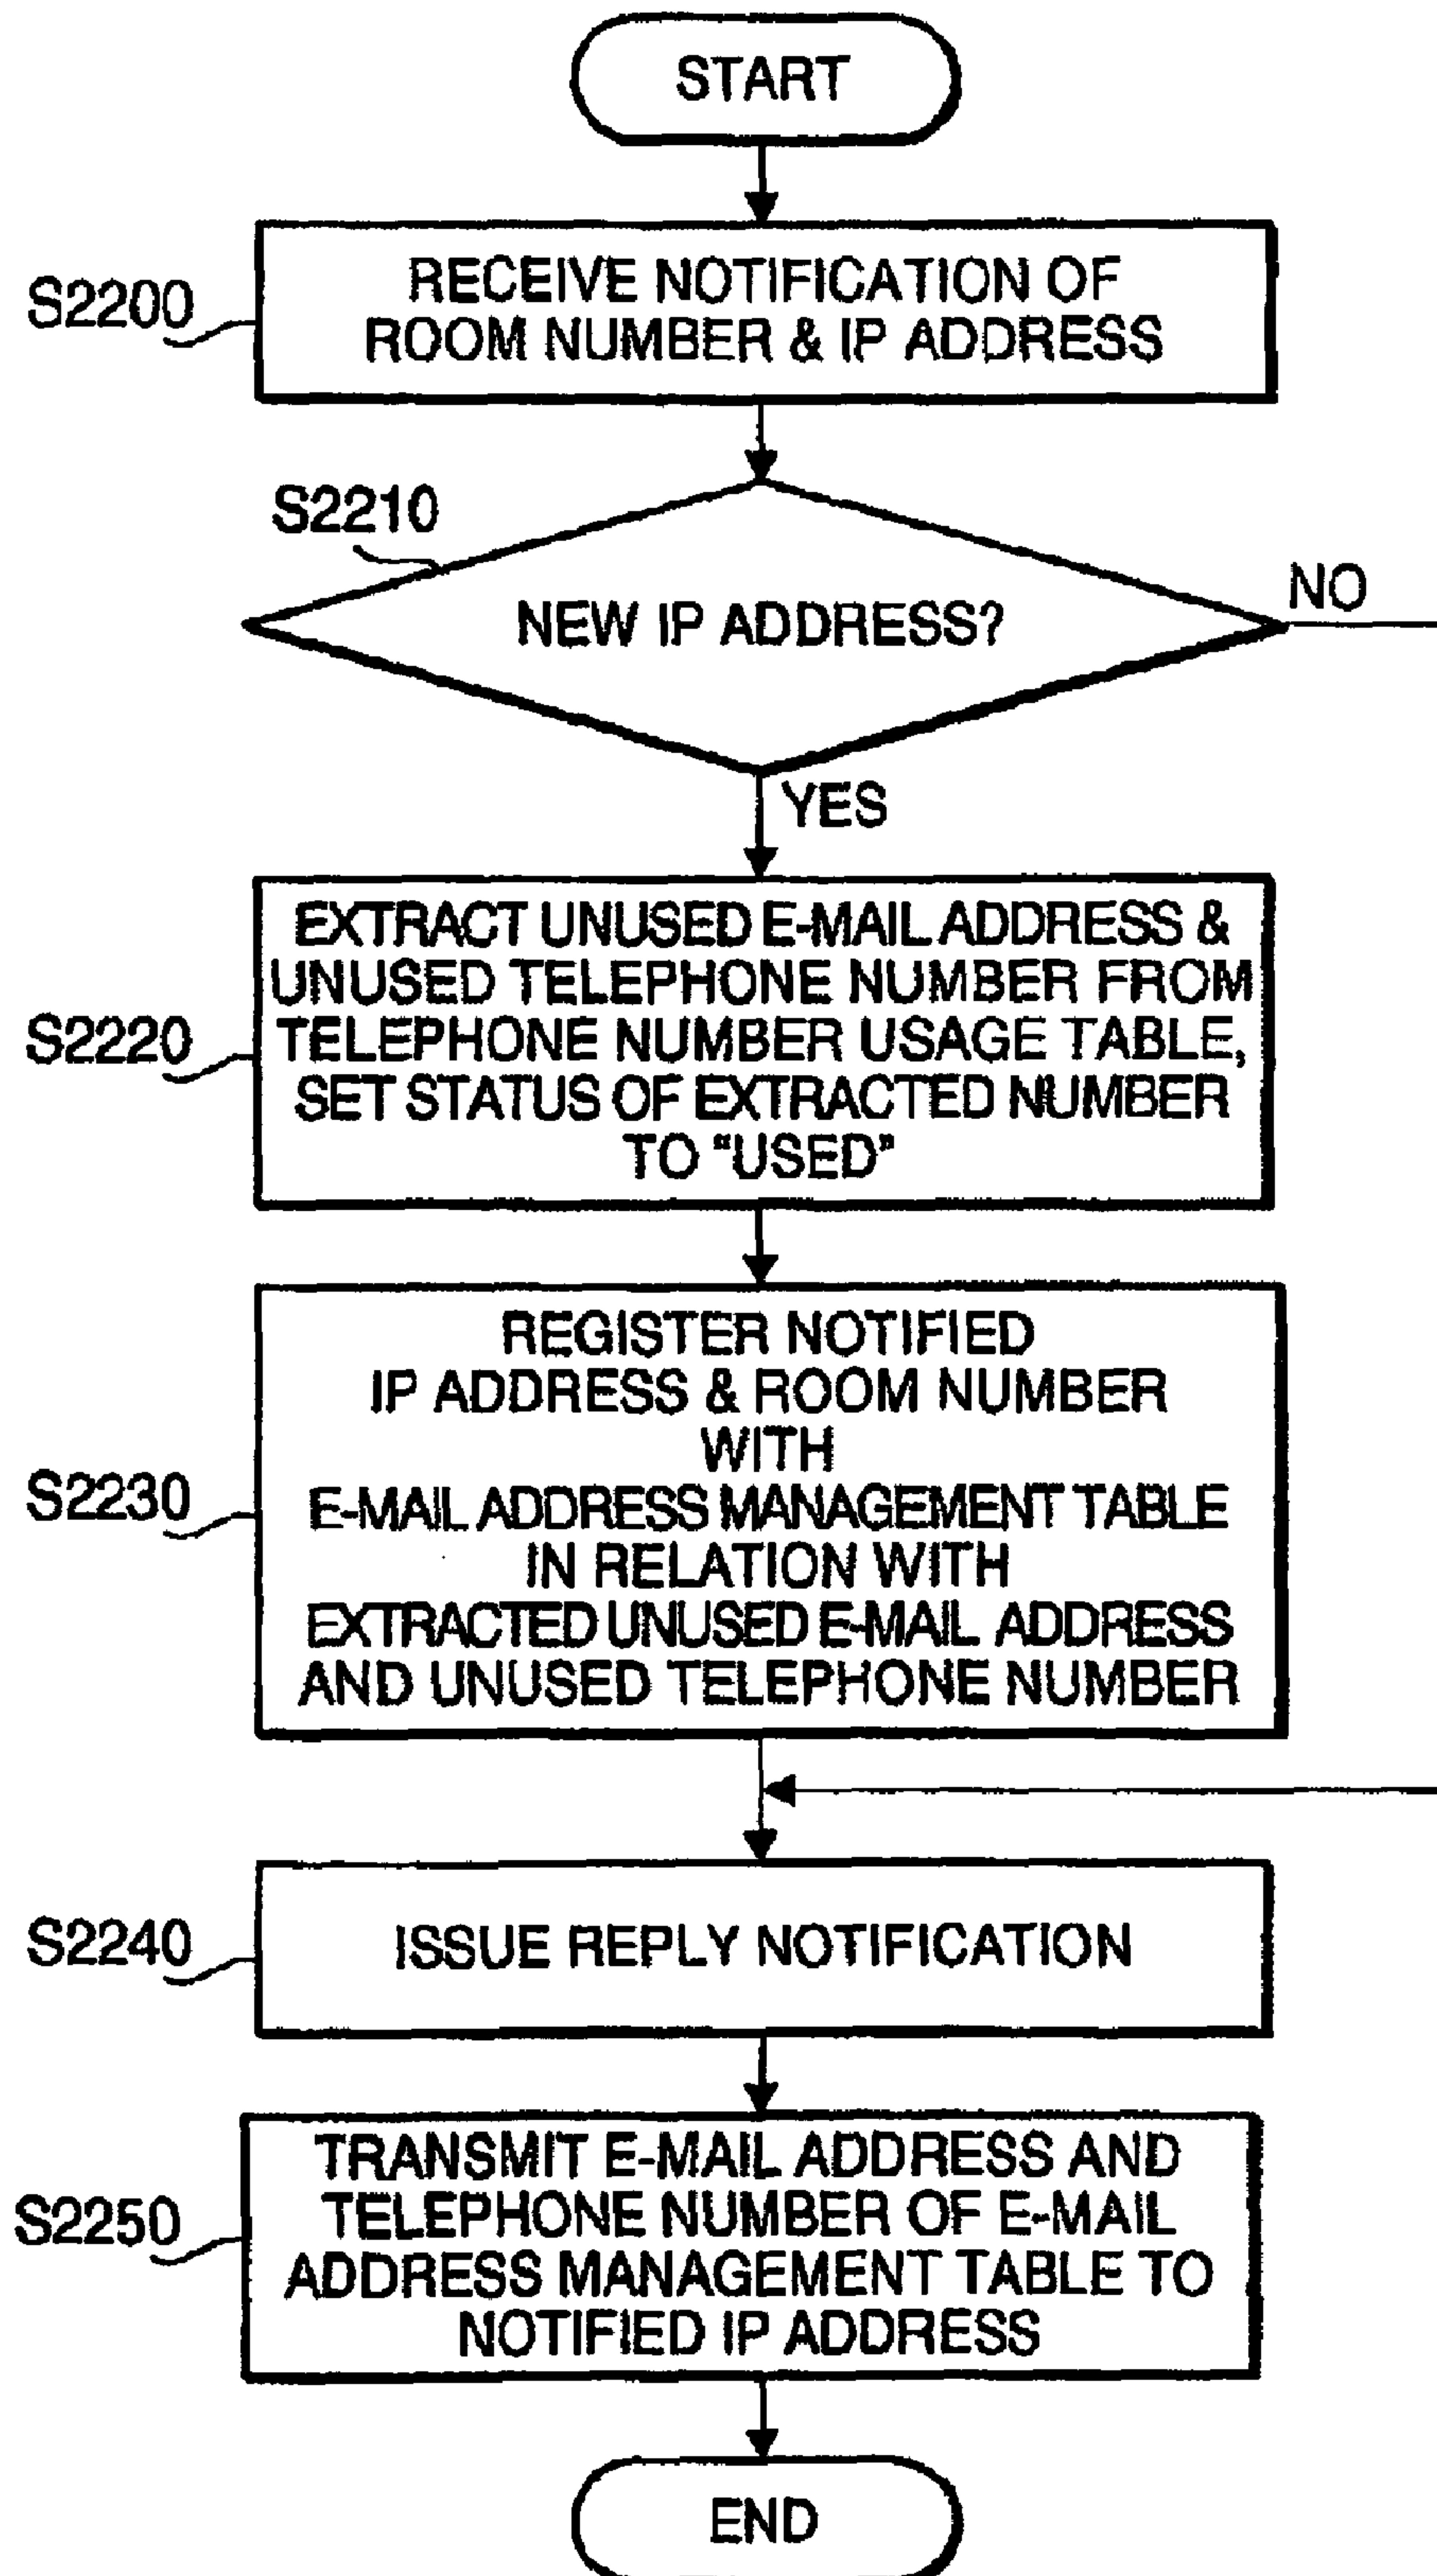 START
S2200
RECEIVE NOTIFICATION OF
ROOM NUMBER & IP ADDRESS
S2210
NEW IP ADDRESS?
NO
YES
S2220
EXTRACT UNUSED E-MAIL ADDRESS &
UNUSED TELEPHONE NUMBER FROM
TELEPHONE NUMBER USAGE TABLE,
SET STATUS OF EXTRACTED NUMBER
TO “USED”
S2230
REGISTER NOTIFIED
IP ADDRESS & ROOM NUMBER
WITH
E-MAIL ADDRESS MANAGEMENT TABLE
IN RELATION WITH
EXTRACTED UNUSED E-MAIL ADDRESS
AND UNUSED TELEPHONE NUMBER
S2240
ISSUE REPLY NOTIFICATION
S2250
TRANSMIT E-MAIL ADDRESS AND
TELEPHONE NUMBER OF E-MAIL
ADDRESS MANAGEMENT TABLE TO
NOTIFIED IP ADDRESS
END